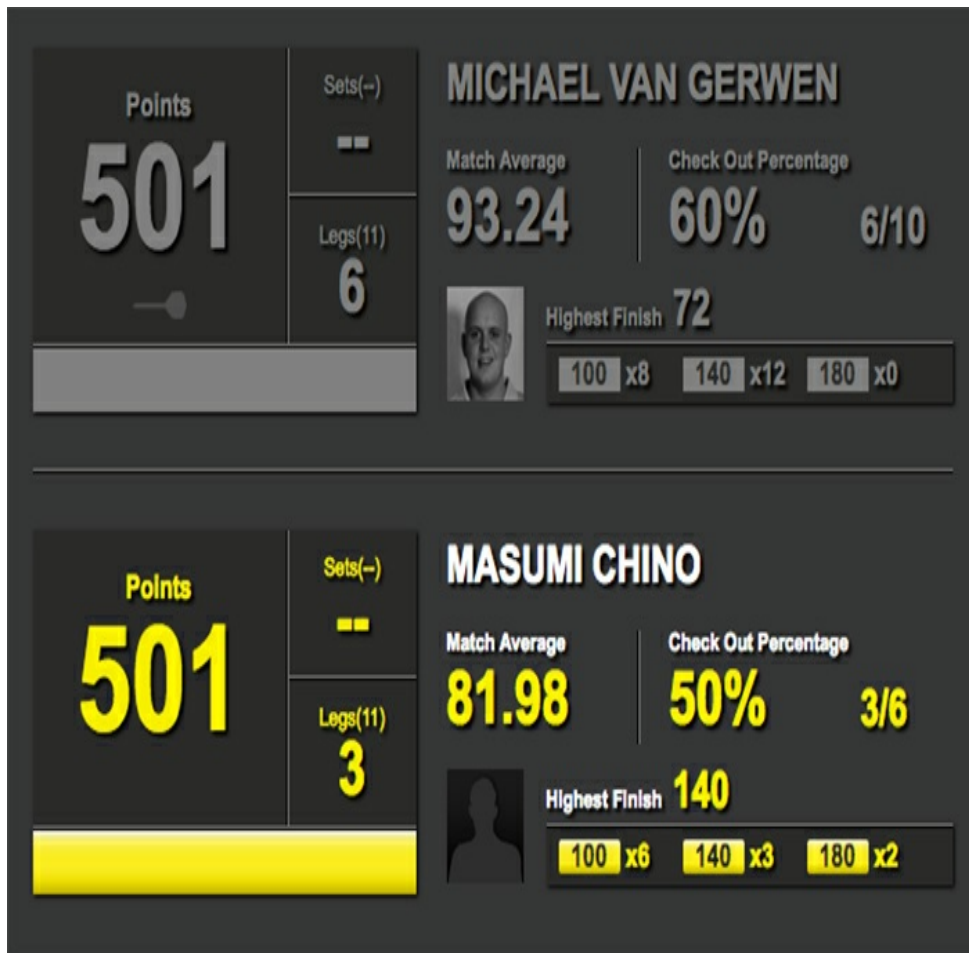 Points
501
Sets(--)
--
Legs(11)
6
MICHAEL VAN GERWEN
Match Average
93.24
Check Out Percentage
60% 6/10
Highest Finish 72
100 x8 140 x12 180 x0
Points
501
Sets(--)
--
Legs(11)
3
MASUMI CHINO
Match Average
81.98
Check Out Percentage
50% 3/6
Highest Finish 140
100 x6 140 x3 180 x2